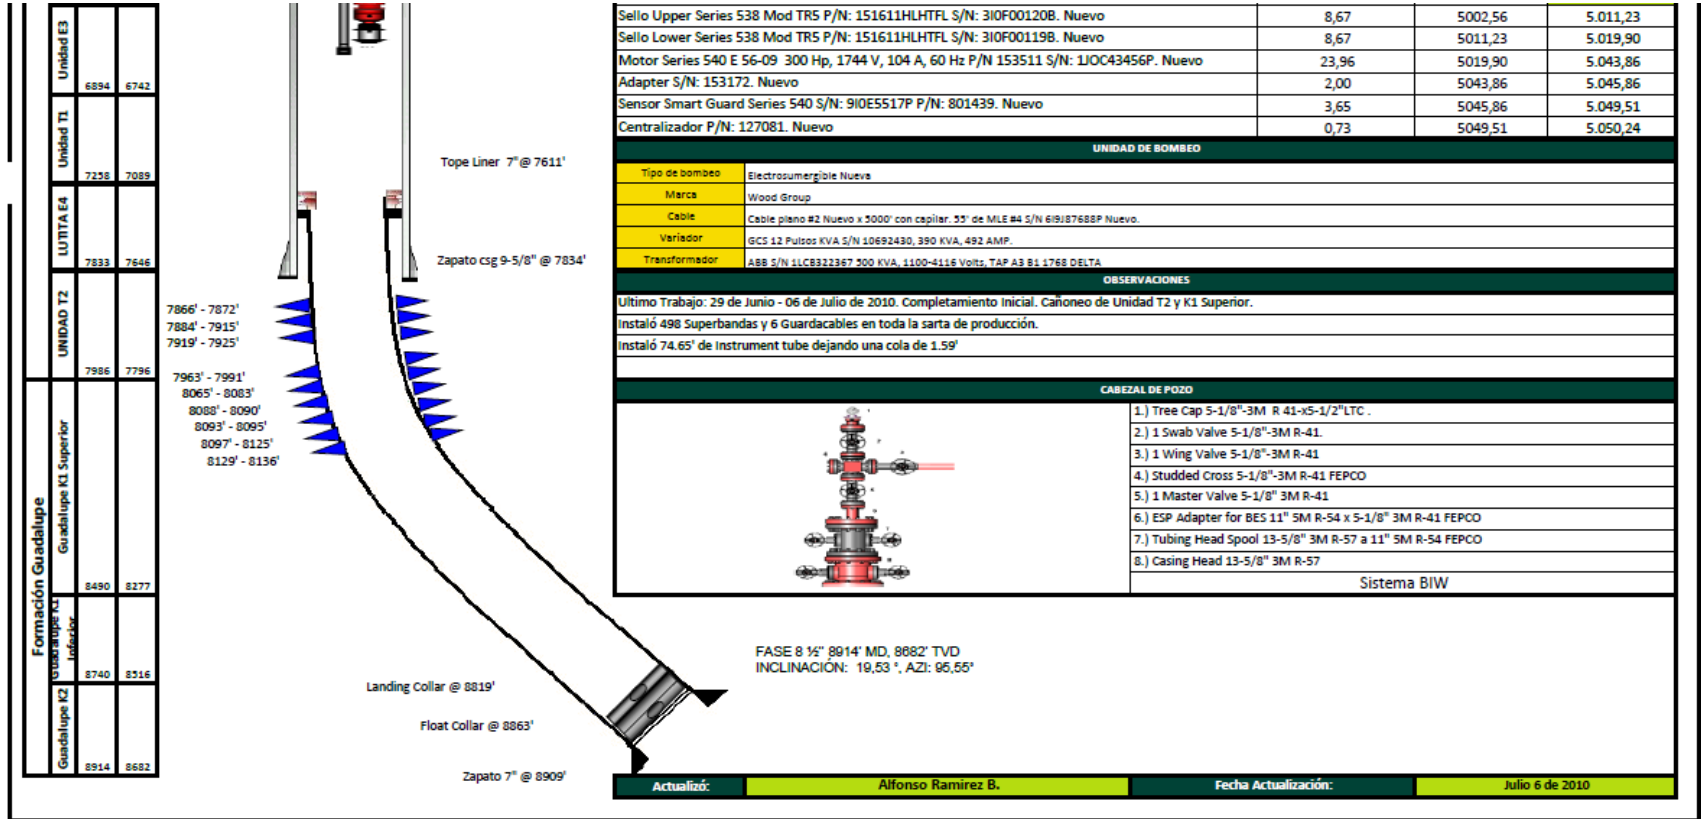 Unidad E3
6894 6742
Unidad T1
7258 7089
LUTITA E4
7833 7646
UNIDAD T2
7986 7796
Formación Guadalupe
Guadalupe K1 Superior
8490 8277
Guadalupe K1 Inferior
8740 8516
Guadalupe K2
8914 8682
Tope Liner 7"@ 7611'
Zapato csg 9-5/8" @ 7834'
7866' - 7872'
7884' - 7915'
7919' - 7925'
7963' - 7991'
8065' - 8083'
8088' - 8090'
8093' - 8095'
8097' - 8125'
8129' - 8136'
Landing Collar @ 8819'
Float Collar @ 8863'
Zapato 7" @ 8909'
Sello Upper Series 538 Mod TR5 P/N: 151611HLHTFL S/N: 3I0F00120B. Nuevo 8,67 5002,56 5.011,23
Sello Lower Series 538 Mod TR5 P/N: 151611HLHTFL S/N: 3I0F00119B. Nuevo 8,67 5011,23 5.019,90
Motor Series 540 E 56-09 300 Hp, 1744 V, 104 A, 60 Hz P/N 153511 S/N: 1JOC43456P. Nuevo 23,96 5019,90 5.043,86
Adapter S/N: 153172. Nuevo 2,00 5043,86 5.045,86
Sensor Smart Guard Series 540 S/N: 9I0E5517P P/N: 801439. Nuevo 3,65 5045,86 5.049,51
Centralizador P/N: 127081. Nuevo 0,73 5049,51 5.050,24
UNIDAD DE BOMBEO
Tipo de bombeo Electrosumergible Nueva
Marca Wood Group
Cable Cable plano #2 Nuevo x 5000' con capilar. 55' de MLE #4 S/N 6I9J87688P Nuevo.
Variador GCS 12 Pulsos KVA S/N 10692430, 390 KVA, 492 AMP.
Transformador ABB S/N 1LCB322367 500 KVA, 1100-4116 Volts, TAP A3 B1 1768 DELTA
OBSERVACIONES
Ultimo Trabajo: 29 de Junio - 06 de Julio de 2010. Completamiento Inicial. Cañoneo de Unidad T2 y K1 Superior.
Instaló 498 Superbandas y 6 Guardacables en toda la sarta de producción.
Instaló 74.65' de Instrument tube dejando una cola de 1.59'
CABEZAL DE POZO
1.) Tree Cap 5-1/8"-3M R 41-x5-1/2"LTC .
2.) 1 Swab Valve 5-1/8"-3M R-41.
3.) 1 Wing Valve 5-1/8"-3M R-41
4.) Studded Cross 5-1/8"-3M R-41 FEPCO
5.) 1 Master Valve 5-1/8" 3M R-41
6.) ESP Adapter for BES 11" 5M R-54 x 5-1/8" 3M R-41 FEPCO
7.) Tubing Head Spool 13-5/8" 3M R-57 a 11" 5M R-54 FEPCO
8.) Casing Head 13-5/8" 3M R-57
Sistema BIW
FASE 8 ½" 8914' MD, 8682' TVD
INCLINACIÓN: 19,53 °, AZI: 95,55°
Actualizó: Alfonso Ramirez B. Fecha Actualización: Julio 6 de 2010